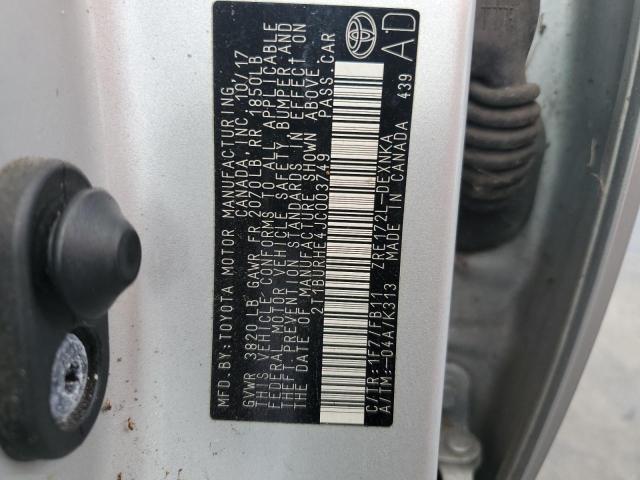 MFD. BY: TOYOTA MOTOR MANUFACTURING
CANADA, INC. 10/17
GVWR 3820LB, GAWR FR 2070LB, RR 1850LB
THIS VEHICLE CONFORMS TO ALL APPLICABLE
FEDERAL MOTOR VEHICLE SAFETY, BUMPER AND
THEFT PREVENTION STANDARDS IN EFFECT ON
THE DATE OF MANUFACTURE SHOWN ABOVE.
2T1BURHE4JC003749 PASS.CAR
C/TR: 1F7/FB11 ZRE172L-DEXNKA
A/TM: -04A/K313 MADE IN CANADA 439
AD